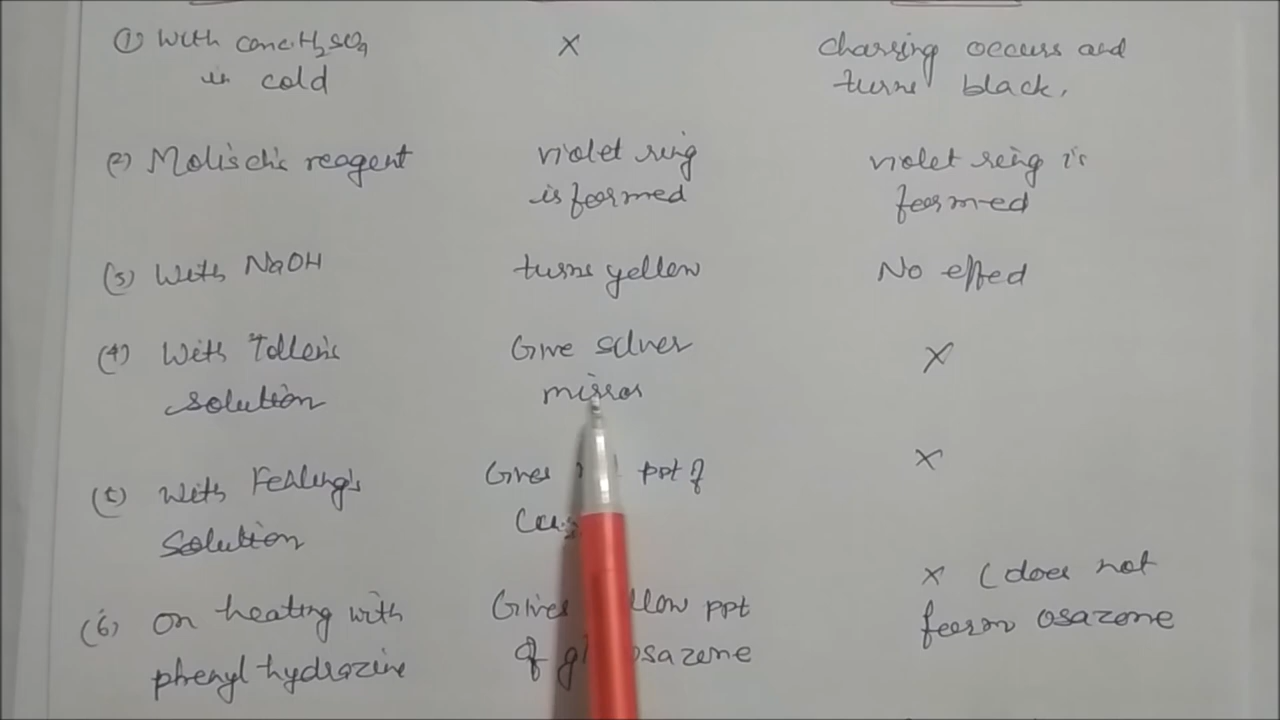 (1) With conc. H2SO4 in cold
X
charring occurs and turns black.
(2) Molisch's reagent
violet ring is formed
violet ring is formed
(3) With NaOH
turns yellow
No effect
(4) With Tollen's solution
Give silver mirror
X
(5) With Fehling's Solution
Gives ppt of
X
(6) on heating with phenyl hydrazine
Gives ppt of
X (does not form osazone